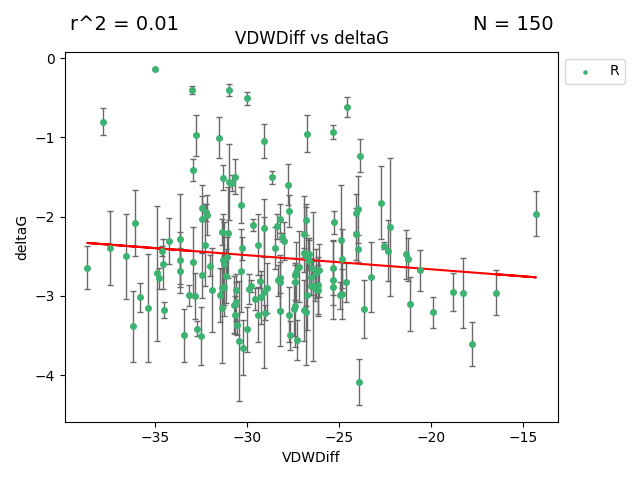 r^2 = 0.01
N = 150
VDWDiff vs deltaG
R
0
−1
−2
−3
−4
deltaG
−35
−30
−25
−20
−15
VDWDiff